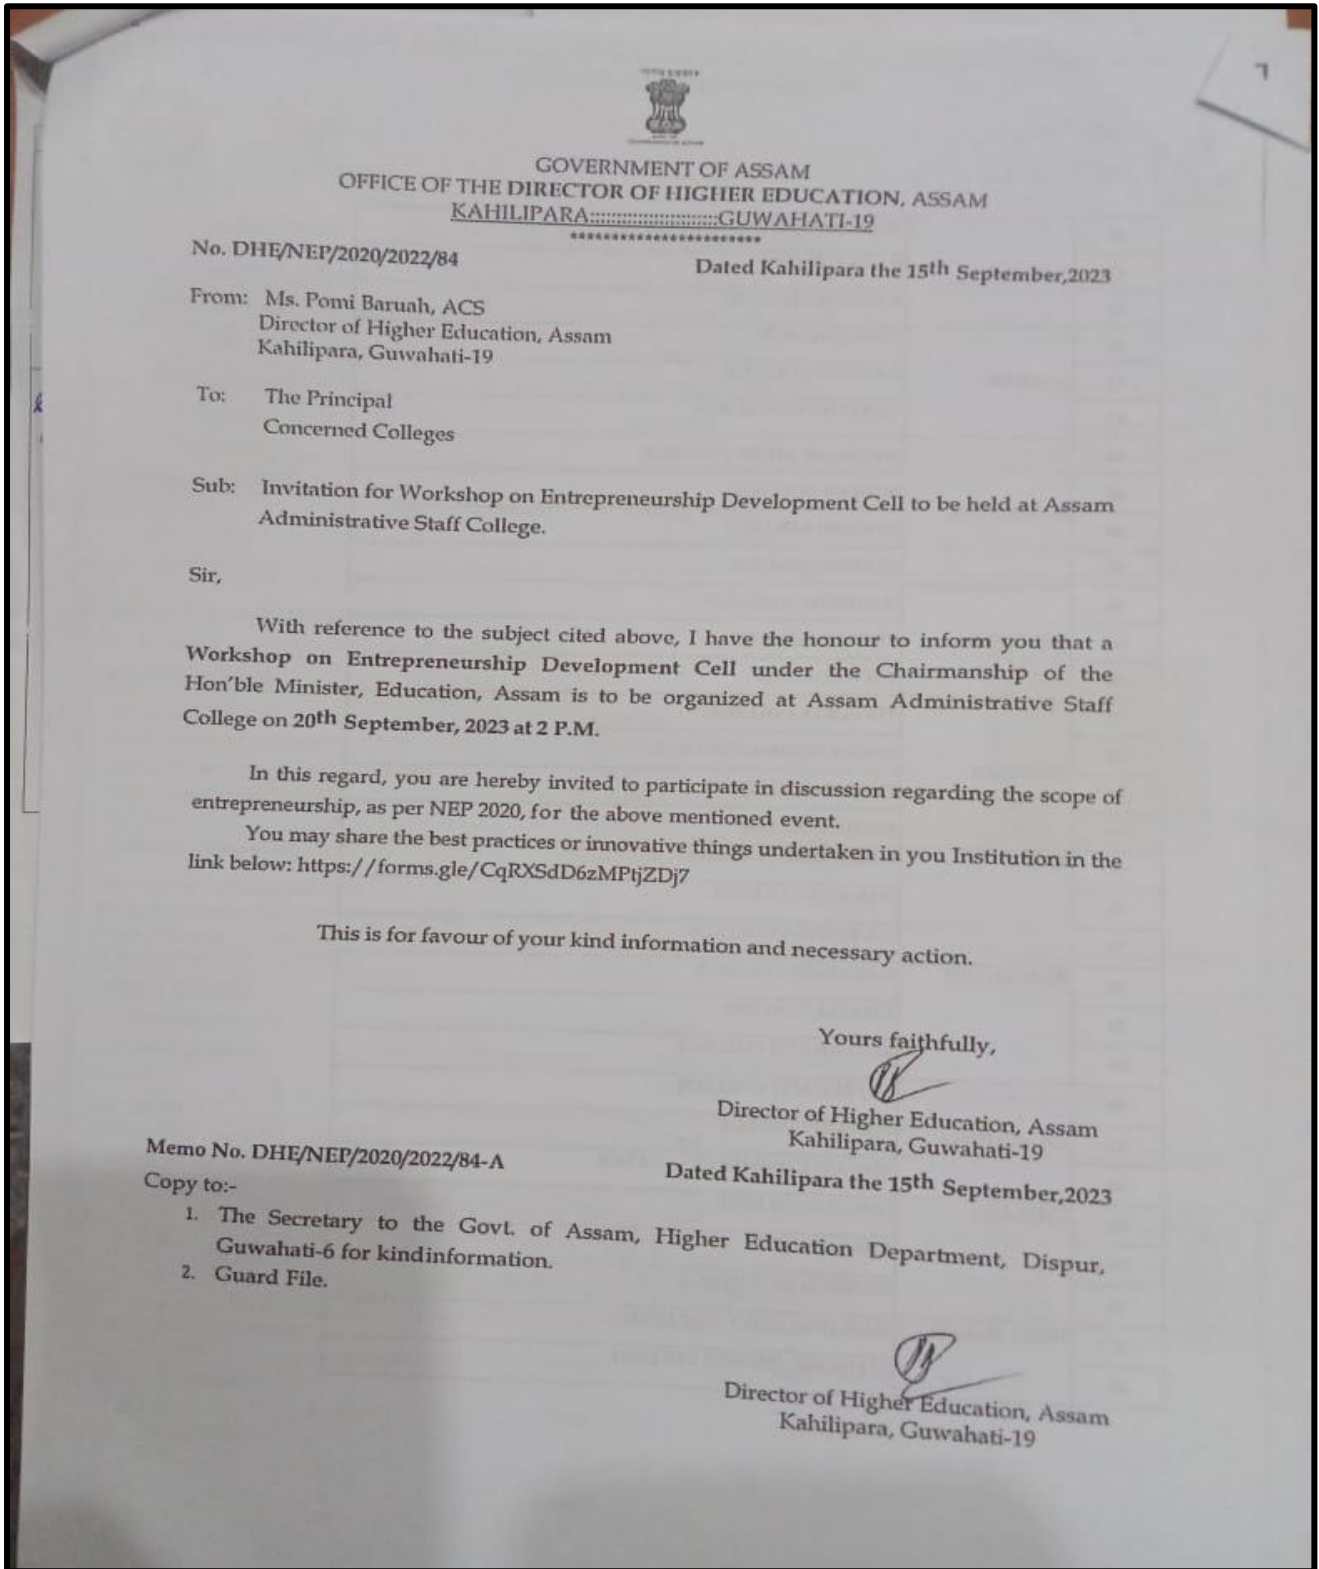 GOVERNMENT OF ASSAM
OFFICE OF THE DIRECTOR OF HIGHER EDUCATION, ASSAM
KAHILIPARA::::::::::::::::::::::::GUWAHATI-19
***********************
No. DHE/NEP/2020/2022/84 Dated Kahilipara the 15th September,2023
From: Ms. Pomi Baruah, ACS
Director of Higher Education, Assam
Kahilipara, Guwahati-19
To: The Principal
Concerned Colleges
Sub: Invitation for Workshop on Entrepreneurship Development Cell to be held at Assam
Administrative Staff College.
Sir,
With reference to the subject cited above, I have the honour to inform you that a
Workshop on Entrepreneurship Development Cell under the Chairmanship of the
Hon'ble Minister, Education, Assam is to be organized at Assam Administrative Staff
College on 20th September, 2023 at 2 P.M.
In this regard, you are hereby invited to participate in discussion regarding the scope of
entrepreneurship, as per NEP 2020, for the above mentioned event.
You may share the best practices or innovative things undertaken in you Institution in the
link below: https://forms.gle/CqRXSdD6zMPtjZDj7
This is for favour of your kind information and necessary action.
Yours faithfully,
Director of Higher Education, Assam
Kahilipara, Guwahati-19
Memo No. DHE/NEP/2020/2022/84-A Dated Kahilipara the 15th September,2023
Copy to:-
1. The Secretary to the Govt. of Assam, Higher Education Department, Dispur,
Guwahati-6 for kindinformation.
2. Guard File.
Director of Higher Education, Assam
Kahilipara, Guwahati-19